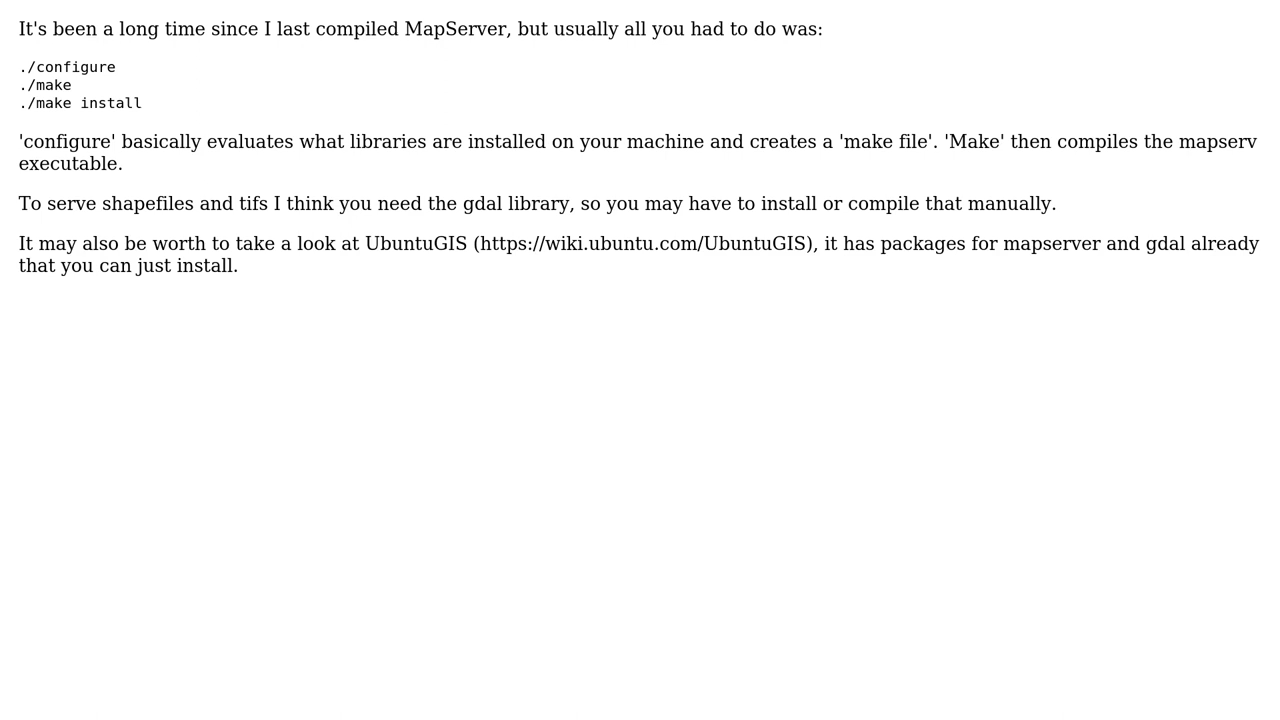 It's been a long time since I last compiled MapServer, but usually all you had to do was:
./configure
./make
./make install
'configure' basically evaluates what libraries are installed on your machine and creates a 'make file'. 'Make' then compiles the mapserv
executable.
To serve shapefiles and tifs I think you need the gdal library, so you may have to install or compile that manually.
It may also be worth to take a look at UbuntuGIS (https://wiki.ubuntu.com/UbuntuGIS), it has packages for mapserver and gdal already
that you can just install.